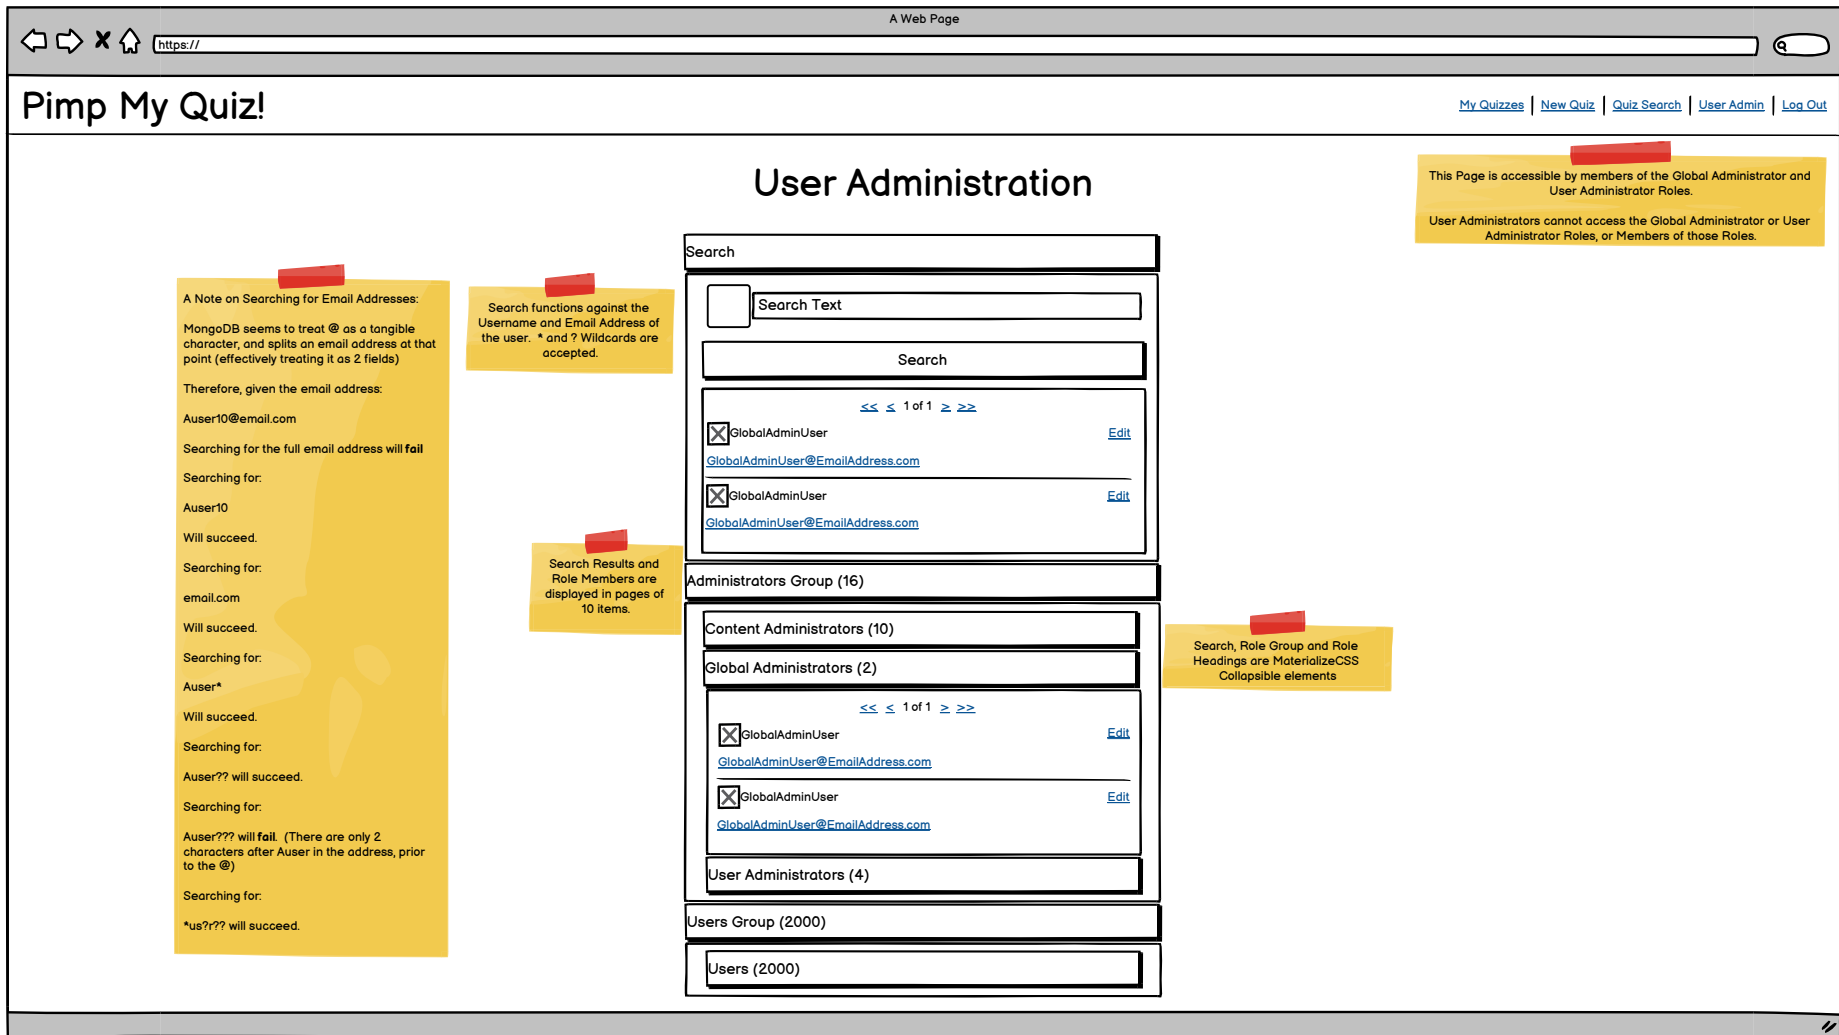 A Web Page
https://
Pimp My Quiz!
My Quizzes | New Quiz | Quiz Search | User Admin | Log Out
User Administration
This Page is accessible by members of the Global Administrator and
User Administrator Roles.
User Administrators cannot access the Global Administrator or User
Administrator Roles, or Members of those Roles.
A Note on Searching for Email Addresses:
MongoDB seems to treat @ as a tangible
character, and splits an email address at that
point (effectively treating it as 2 fields)
Therefore, given the email address:
Auser10@email.com
Searching for the full email address will fail
Searching for:
Auser10
Will succeed.
Searching for:
email.com
Will succeed.
Searching for:
Auser*
Will succeed.
Searching for:
Auser?? will succeed.
Searching for:
Auser??? will fail. (There are only 2
characters after Auser in the address, prior
to the @)
Searching for:
*us?r?? will succeed.
Search functions against the
Username and Email Address of
the user. * and ? Wildcards are
accepted.
Search Results and
Role Members are
displayed in pages of
10 items.
Search
Search Text
Search
<< < 1 of 1 > >>
GlobalAdminUser Edit
GlobalAdminUser@EmailAddress.com
GlobalAdminUser Edit
GlobalAdminUser@EmailAddress.com
Administrators Group (16)
Content Administrators (10)
Global Administrators (2)
<< < 1 of 1 > >>
GlobalAdminUser Edit
GlobalAdminUser@EmailAddress.com
GlobalAdminUser Edit
GlobalAdminUser@EmailAddress.com
User Administrators (4)
Users Group (2000)
Users (2000)
Search, Role Group and Role
Headings are MaterializeCSS
Collapsible elements